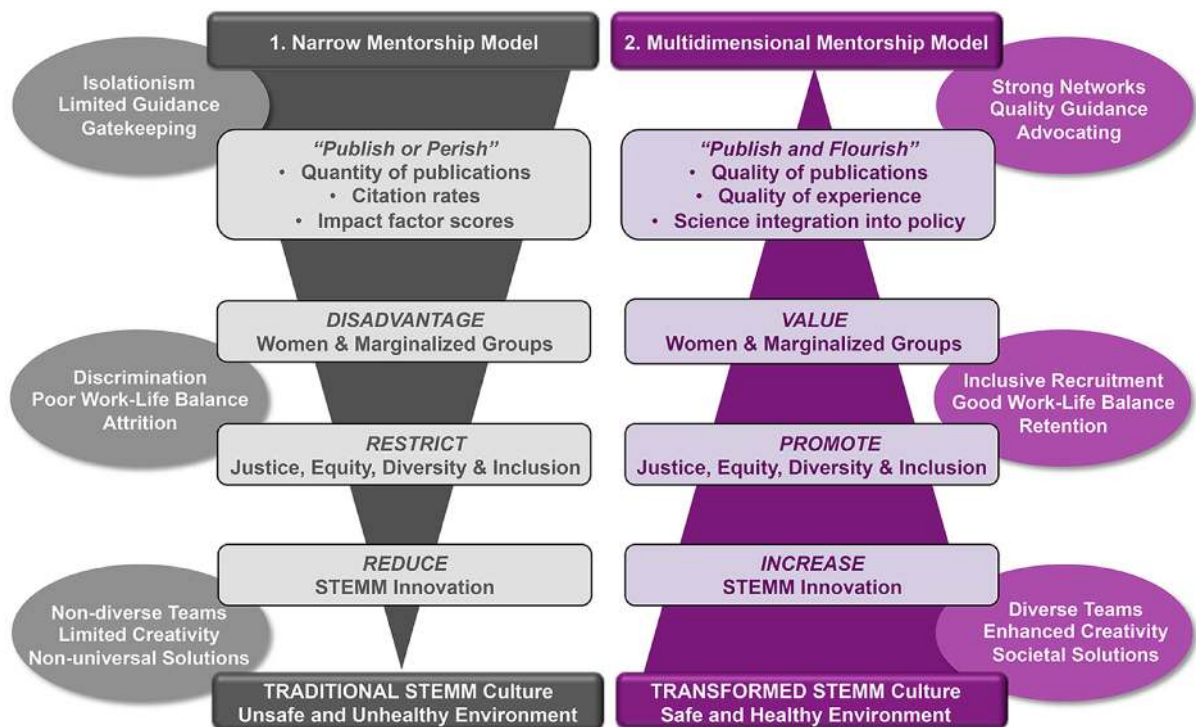 1. Narrow Mentorship Model
Isolationism
Limited Guidance
Gatekeeping
“Publish or Perish”
• Quantity of publications
• Citation rates
• Impact factor scores
DISADVANTAGE
Women & Marginalized Groups
Discrimination
Poor Work-Life Balance
Attrition
RESTRICT
Justice, Equity, Diversity & Inclusion
REDUCE
STEMM Innovation
Non-diverse Teams
Limited Creativity
Non-universal Solutions
TRADITIONAL STEMM Culture
Unsafe and Unhealthy Environment
2. Multidimensional Mentorship Model
Strong Networks
Quality Guidance
Advocating
“Publish and Flourish”
• Quality of publications
• Quality of experience
• Science integration into policy
VALUE
Women & Marginalized Groups
Inclusive Recruitment
Good Work-Life Balance
Retention
PROMOTE
Justice, Equity, Diversity & Inclusion
INCREASE
STEMM Innovation
Diverse Teams
Enhanced Creativity
Societal Solutions
TRANSFORMED STEMM Culture
Safe and Healthy Environment